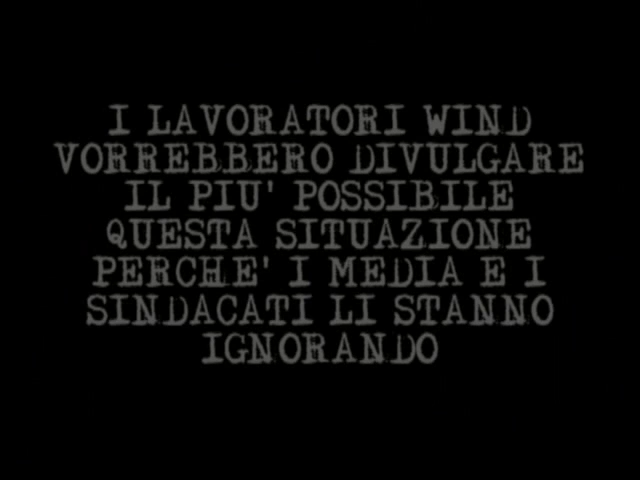 I LAVORATORI WIND
VORREBBERO DIVULGARE
IL PIU' POSSIBILE
QUESTA SITUAZIONE
PERCHE' I MEDIA E I
SINDACATI LI STANNO
IGNORANDO